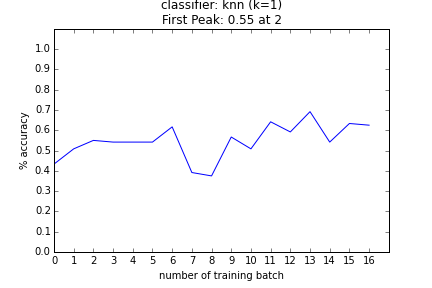 classifier: knn (k=1)
First Peak: 0.55 at 2
1.0
0.9
0.8
0.7
0.6
0.5
0.4
0.3
0.2
0.1
0.0
% accuracy
0 1 2 3 4 5 6 7 8 9 10 11 12 13 14 15 16
number of training batch